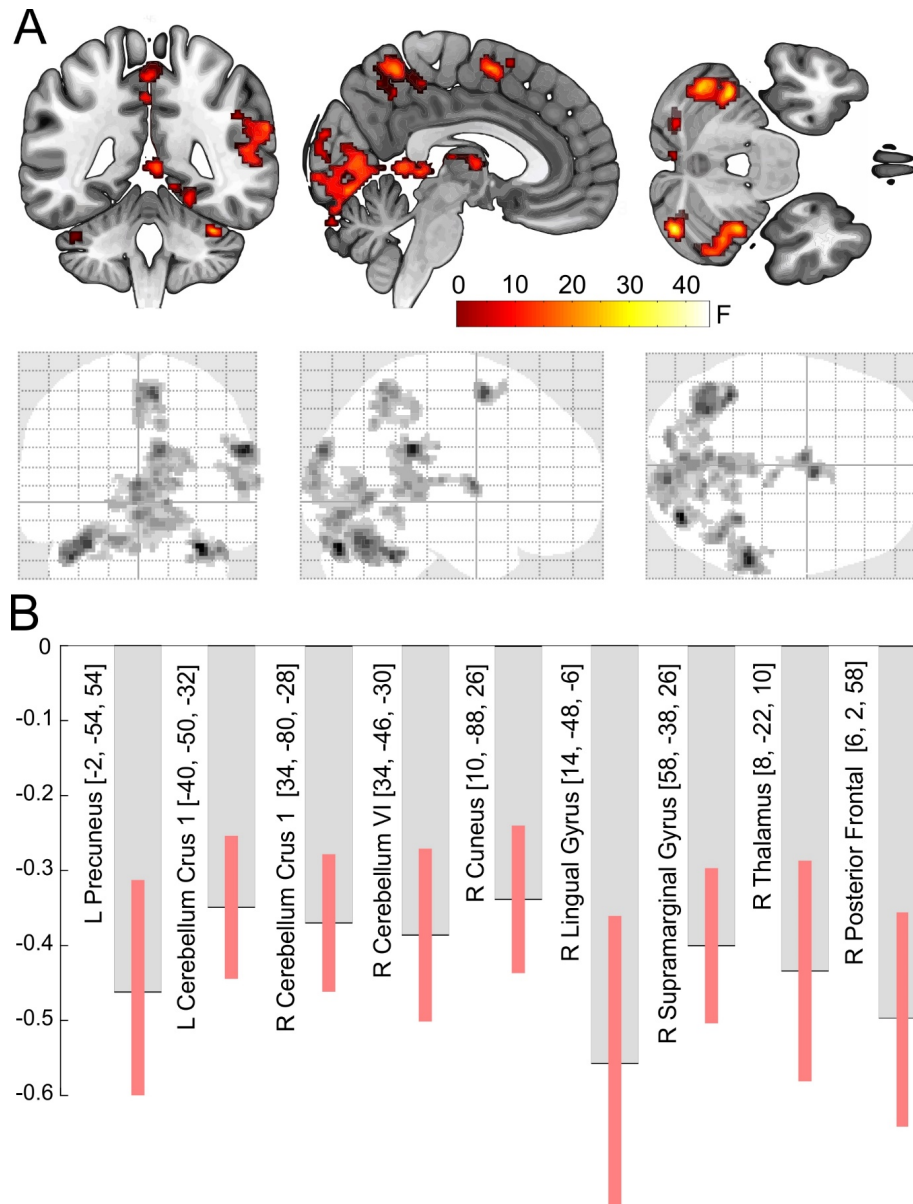 A
0 10 20 30 40
F
B
0
-0.1
-0.2
-0.3
-0.4
-0.5
-0.6
L Precuneus [-2, -54, 54]
L Cerebellum Crus 1 [-40, -50, -32]
R Cerebellum Crus 1 [34, -80, -28]
R Cerebellum VI [34, -46, -30]
R Cuneus [10, -88, 26]
R Lingual Gyrus [14, -48, -6]
R Supramarginal Gyrus [58, -38, 26]
R Thalamus [8, -22, 10]
R Posterior Frontal [6, 2, 58]